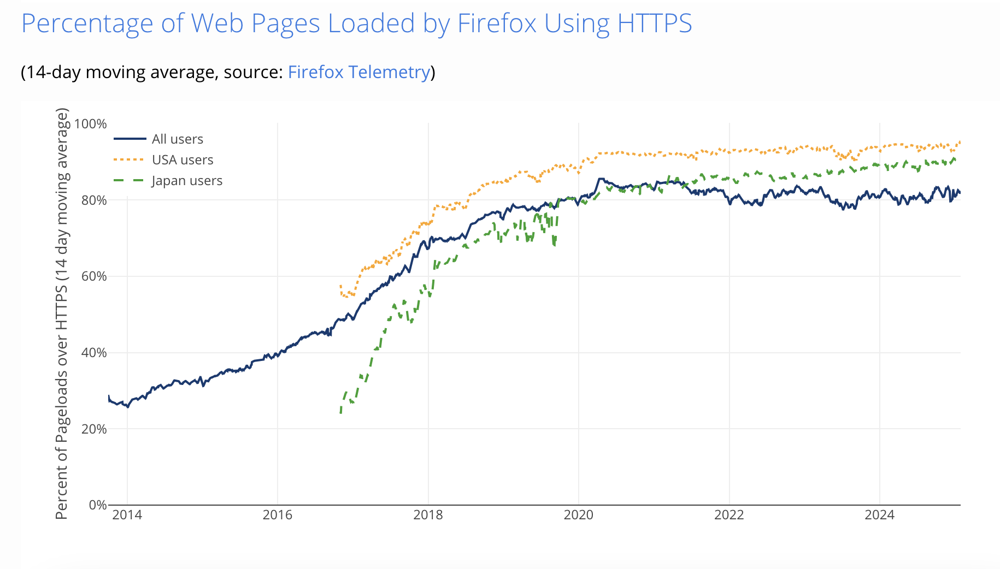 Percentage of Web Pages Loaded by Firefox Using HTTPS
(14-day moving average, source: Firefox Telemetry)
Percent of Pageloads over HTTPS (14 day moving average)
100%
80%
60%
40%
20%
0%
All users
USA users
Japan users
2014
2016
2018
2020
2022
2024